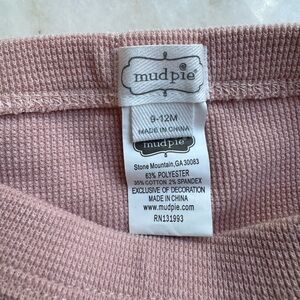 mudpie®
9-12M
MADE IN CHINA
mudpie
Stone Mountain,GA 30083
63% POLYESTER
35% COTTON 2% SPANDEX
EXCLUSIVE OF DECORATION
MADE IN CHINA
www.mudpie.com
RN131993